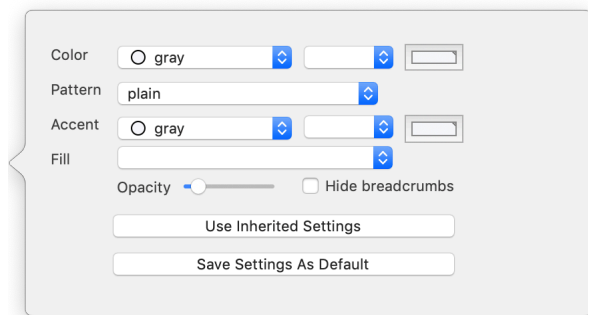 Color gray
Pattern plain
Accent gray
Fill
Opacity Hide breadcrumbs
Use Inherited Settings
Save Settings As Default